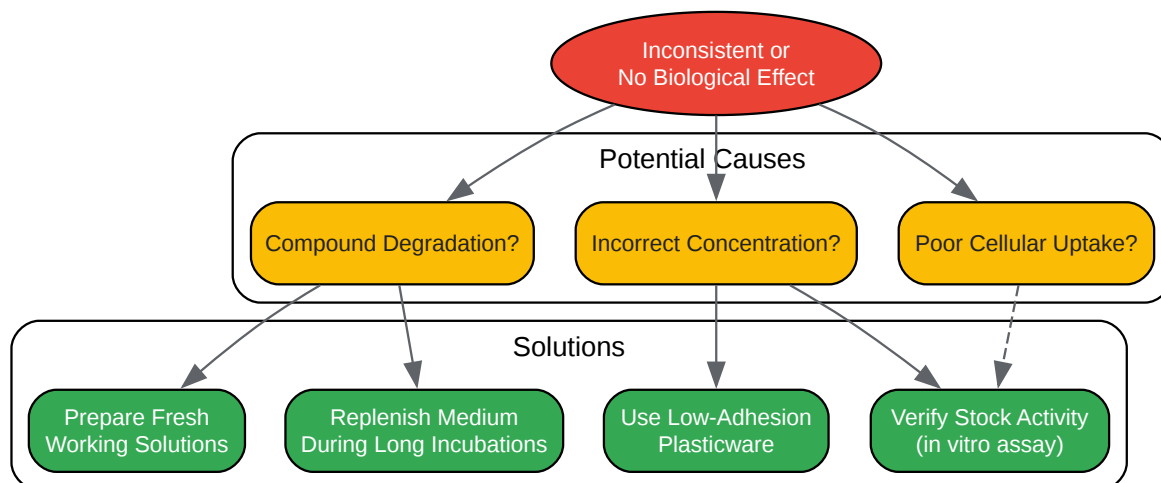 Inconsistent or
No Biological Effect
Potential Causes
Compound Degradation?
Incorrect Concentration?
Poor Cellular Uptake?
Solutions
Prepare Fresh
Working Solutions
Replenish Medium
During Long Incubations
Use Low-Adhesion
Plasticware
Verify Stock Activity
(in vitro assay)